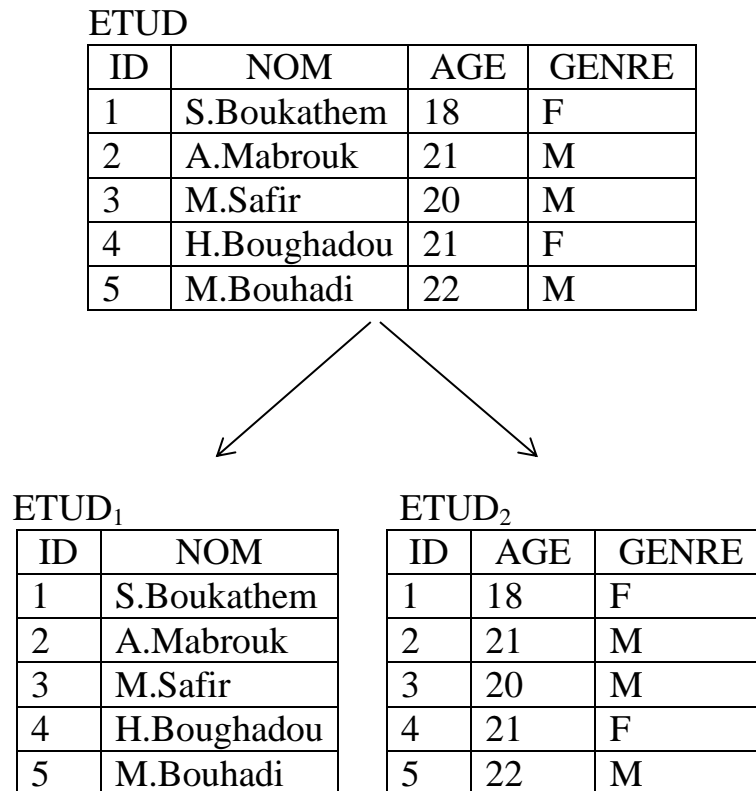 ETUD
ID NOM AGE GENRE
1 S.Boukathem 18 F
2 A.Mabrouk 21 M
3 M.Safir 20 M
4 H.Boughadou 21 F
5 M.Bouhadi 22 M
ETUD₁
ID NOM
1 S.Boukathem
2 A.Mabrouk
3 M.Safir
4 H.Boughadou
5 M.Bouhadi
ETUD₂
ID AGE GENRE
1 18 F
2 21 M
3 20 M
4 21 F
5 22 M